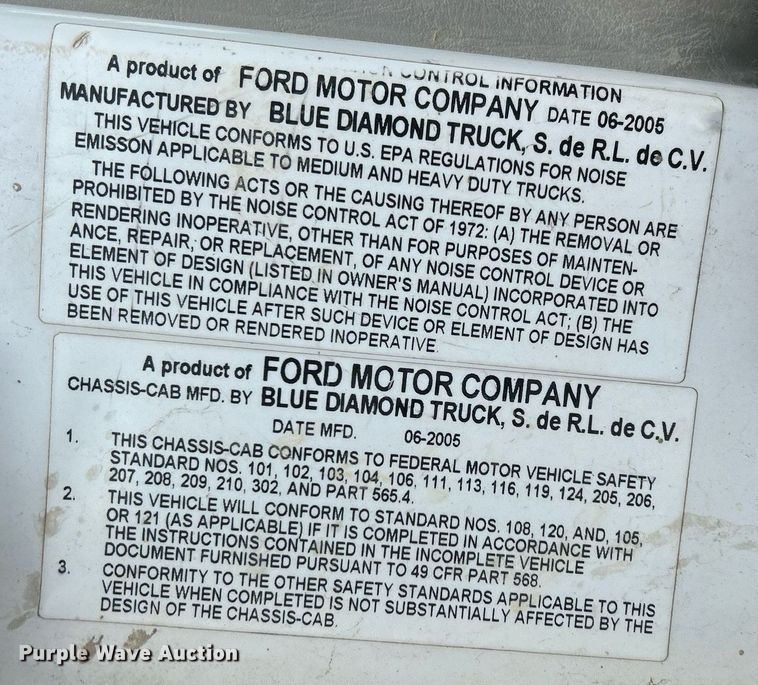 CONTROL INFORMATION
A product of FORD MOTOR COMPANY DATE 06-2005
MANUFACTURED BY BLUE DIAMOND TRUCK, S. de R.L. de C.V.
THIS VEHICLE CONFORMS TO U.S. EPA REGULATIONS FOR NOISE
EMISSON APPLICABLE TO MEDIUM AND HEAVY DUTY TRUCKS.
THE FOLLOWING ACTS OR THE CAUSING THEREOF BY ANY PERSON ARE
PROHIBITED BY THE NOISE CONTROL ACT OF 1972: (A) THE REMOVAL OR
RENDERING INOPERATIVE, OTHER THAN FOR PURPOSES OF MAINTEN-
ANCE, REPAIR, OR REPLACEMENT, OF ANY NOISE CONTROL DEVICE OR
ELEMENT OF DESIGN (LISTED IN OWNER'S MANUAL) INCORPORATED INTO
THIS VEHICLE IN COMPLIANCE WITH THE NOISE CONTROL ACT; (B) THE
USE OF THIS VEHICLE AFTER SUCH DEVICE OR ELEMENT OF DESIGN HAS
BEEN REMOVED OR RENDERED INOPERATIVE.
A product of FORD MOTOR COMPANY
CHASSIS-CAB MFD. BY BLUE DIAMOND TRUCK, S. de R.L. de C.V.
DATE MFD. 06-2005
1. THIS CHASSIS-CAB CONFORMS TO FEDERAL MOTOR VEHICLE SAFETY
STANDARD NOS. 101, 102, 103, 104, 106, 111, 113, 116, 119, 124, 205, 206,
207, 208, 209, 210, 302, AND PART 565.4.
2. THIS VEHICLE WILL CONFORM TO STANDARD NOS. 108, 120, AND, 105,
OR 121 (AS APPLICABLE) IF IT IS COMPLETED IN ACCORDANCE WITH
THE INSTRUCTIONS CONTAINED IN THE INCOMPLETE VEHICLE
DOCUMENT FURNISHED PURSUANT TO 49 CFR PART 568.
3. CONFORMITY TO THE OTHER SAFETY STANDARDS APPLICABLE TO THIS
VEHICLE WHEN COMPLETED IS NOT SUBSTANTIALLY AFFECTED BY THE
DESIGN OF THE CHASSIS-CAB.
Purple Wave Auction